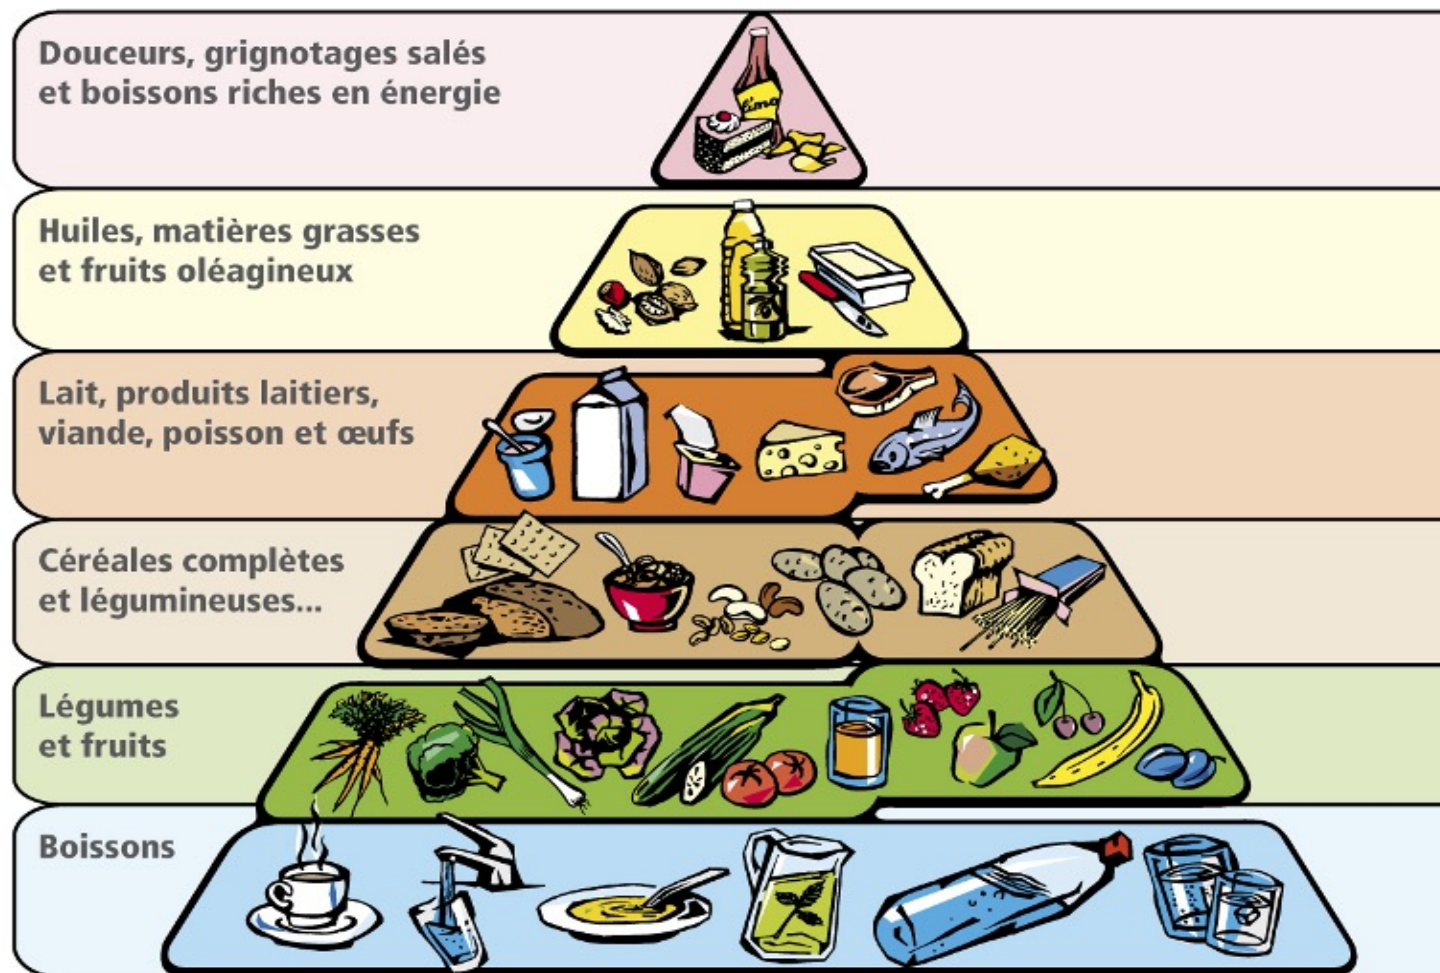 Douceurs, grignotages salés
et boissons riches en énergie
limo
Huiles, matières grasses
et fruits oléagineux
Lait, produits laitiers,
viande, poisson et œufs
Céréales complètes
et légumineuses...
Légumes
et fruits
Boissons